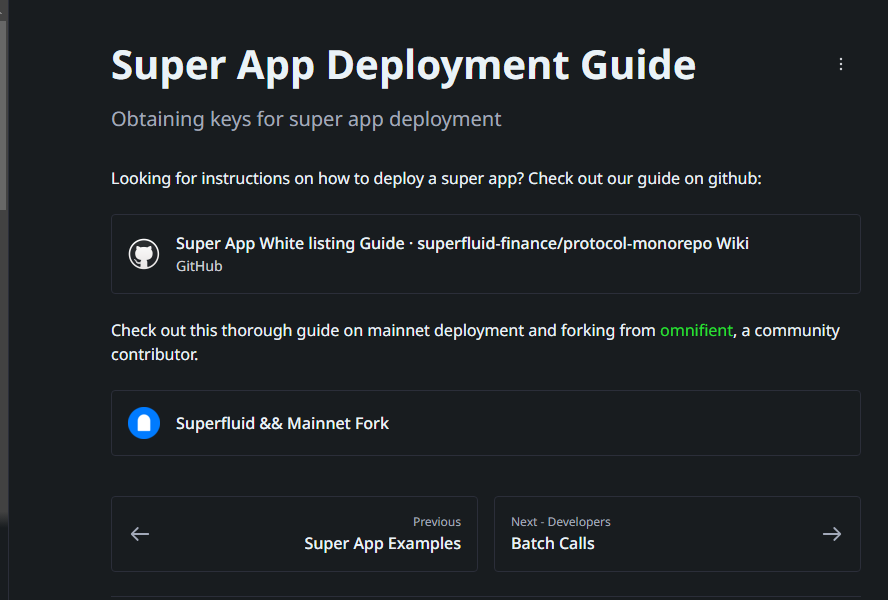 Super App Deployment Guide
Obtaining keys for super app deployment
Looking for instructions on how to deploy a super app? Check out our guide on github:
Super App White listing Guide · superfluid-finance/protocol-monorepo Wiki
GitHub
Check out this thorough guide on mainnet deployment and forking from omnifient, a community
contributor.
Superfluid && Mainnet Fork
Previous
Super App Examples
Next - Developers
Batch Calls